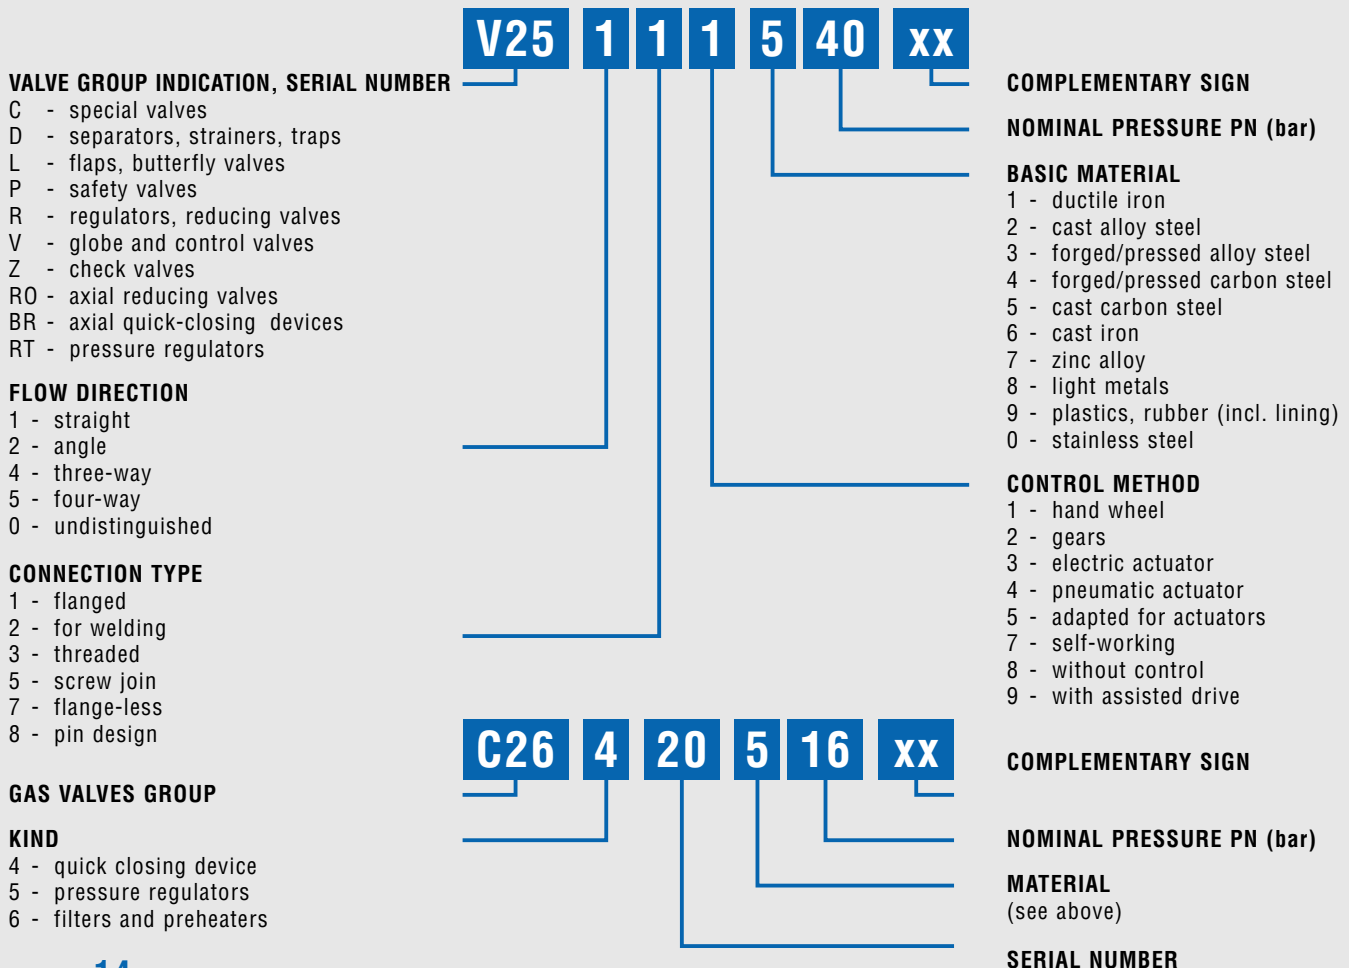 V25 1 1 1 5 40 xx
VALVE GROUP INDICATION, SERIAL NUMBER
C - special valves
D - separators, strainers, traps
L - flaps, butterfly valves
P - safety valves
R - regulators, reducing valves
V - globe and control valves
Z - check valves
RO - axial reducing valves
BR - axial quick-closing devices
RT - pressure regulators
FLOW DIRECTION
1 - straight
2 - angle
4 - three-way
5 - four-way
0 - undistinguished
CONNECTION TYPE
1 - flanged
2 - for welding
3 - threaded
5 - screw join
7 - flange-less
8 - pin design
COMPLEMENTARY SIGN
NOMINAL PRESSURE PN (bar)
BASIC MATERIAL
1 - ductile iron
2 - cast alloy steel
3 - forged/pressed alloy steel
4 - forged/pressed carbon steel
5 - cast carbon steel
6 - cast iron
7 - zinc alloy
8 - light metals
9 - plastics, rubber (incl. lining)
0 - stainless steel
CONTROL METHOD
1 - hand wheel
2 - gears
3 - electric actuator
4 - pneumatic actuator
5 - adapted for actuators
7 - self-working
8 - without control
9 - with assisted drive
C26 4 20 5 16 xx
GAS VALVES GROUP
KIND
4 - quick closing device
5 - pressure regulators
6 - filters and preheaters
COMPLEMENTARY SIGN
NOMINAL PRESSURE PN (bar)
MATERIAL
(see above)
SERIAL NUMBER
14